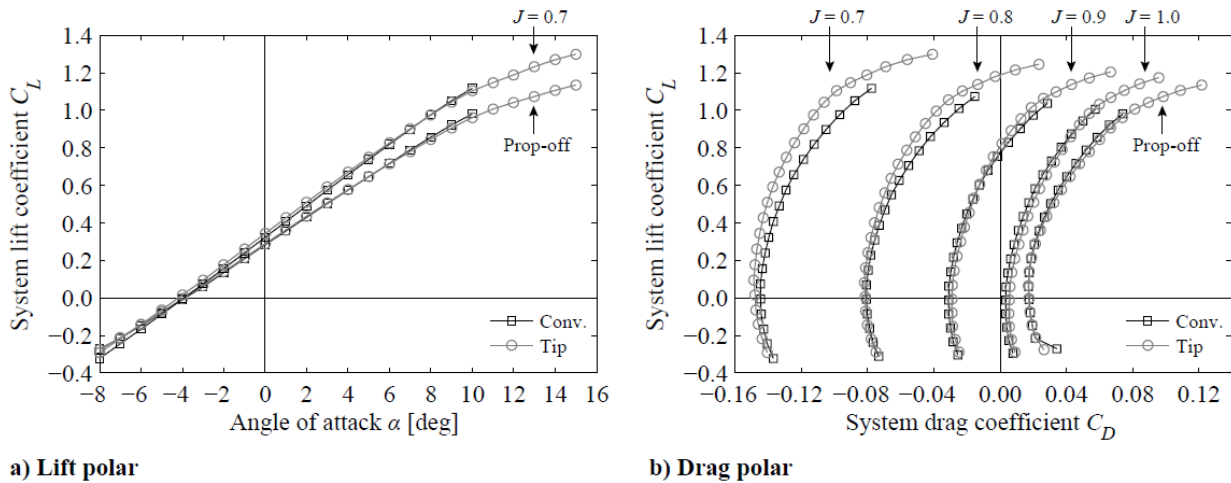 J = 0.7
1.4
1.2
1.0
0.8
0.6
0.4
0.2
0.0
−0.2
−0.4
System lift coefficient C_L
Prop-off
Conv.
Tip
−8 −6 −4 −2 0 2 4 6 8 10 12 14 16
Angle of attack α [deg]
a) Lift polar
J = 0.7 J = 0.8 J = 0.9 J = 1.0
1.4
1.2
1.0
0.8
0.6
0.4
0.2
0.0
−0.2
−0.4
System lift coefficient C_L
Prop-off
Conv.
Tip
−0.16 −0.12 −0.08 −0.04 0.00 0.04 0.08 0.12
System drag coefficient C_D
b) Drag polar